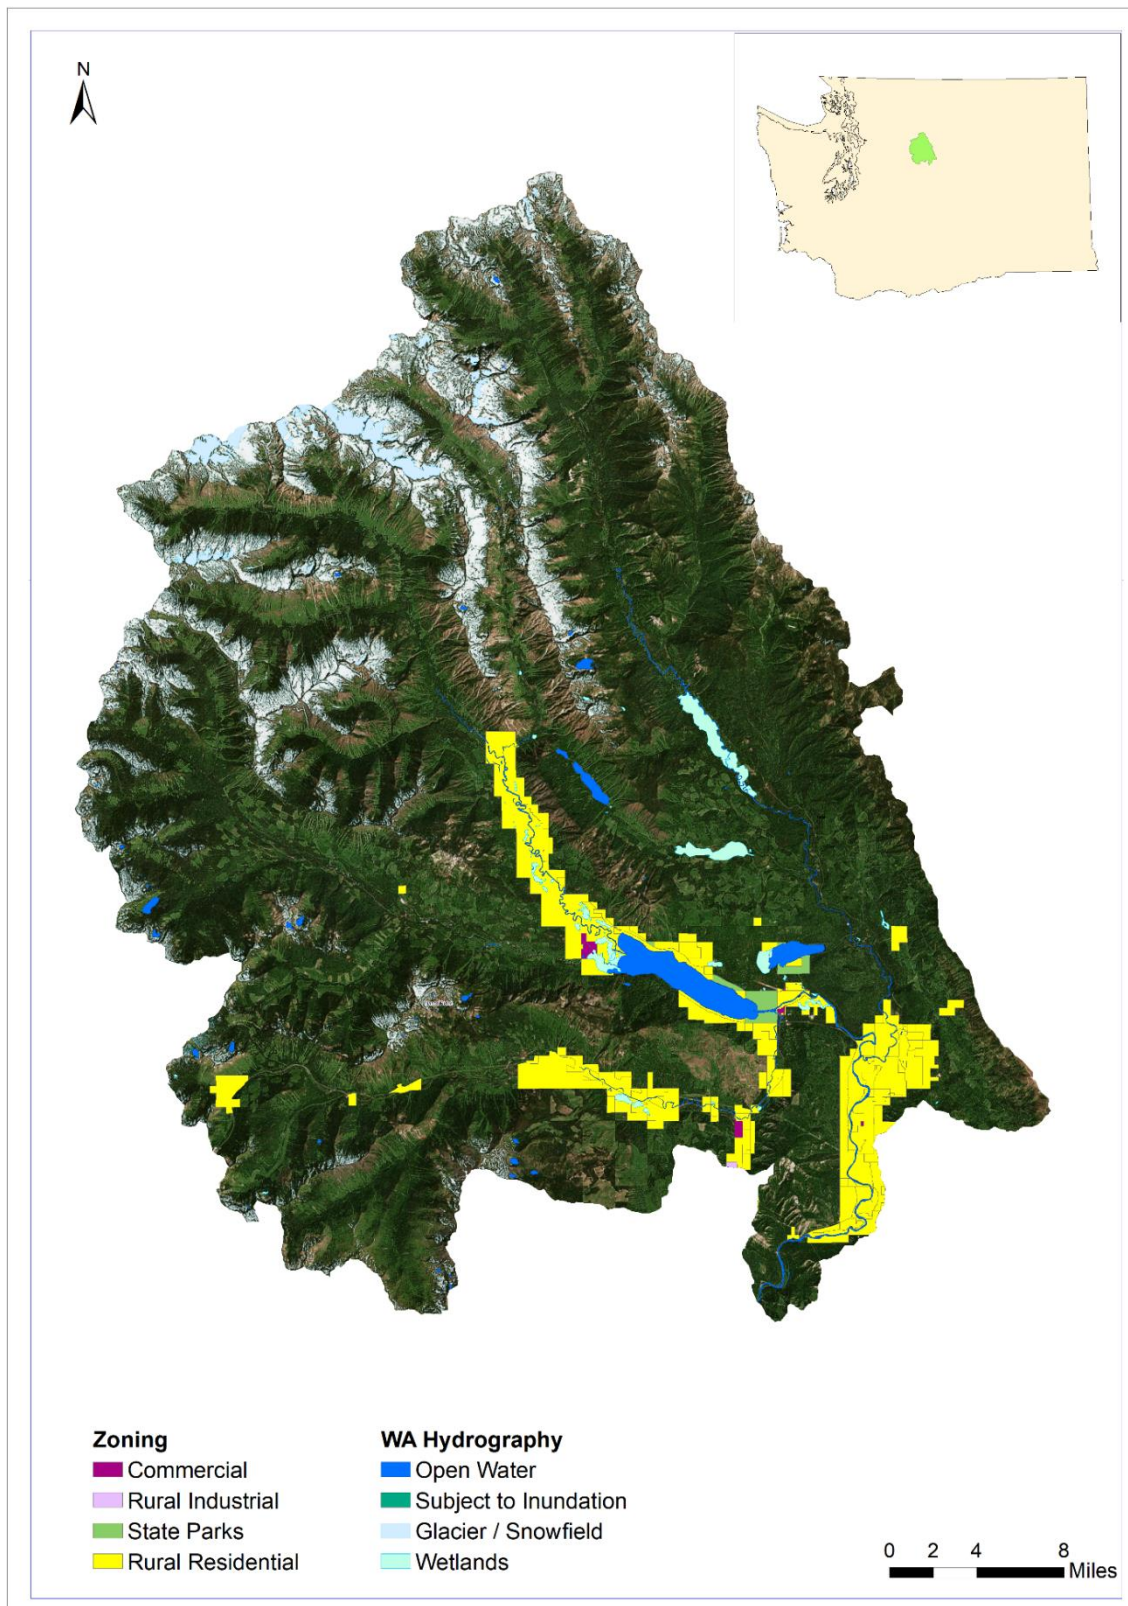 N
Zoning
Commercial
Rural Industrial
State Parks
Rural Residential
WA Hydrography
Open Water
Subject to Inundation
Glacier / Snowfield
Wetlands
0 2 4 8
Miles